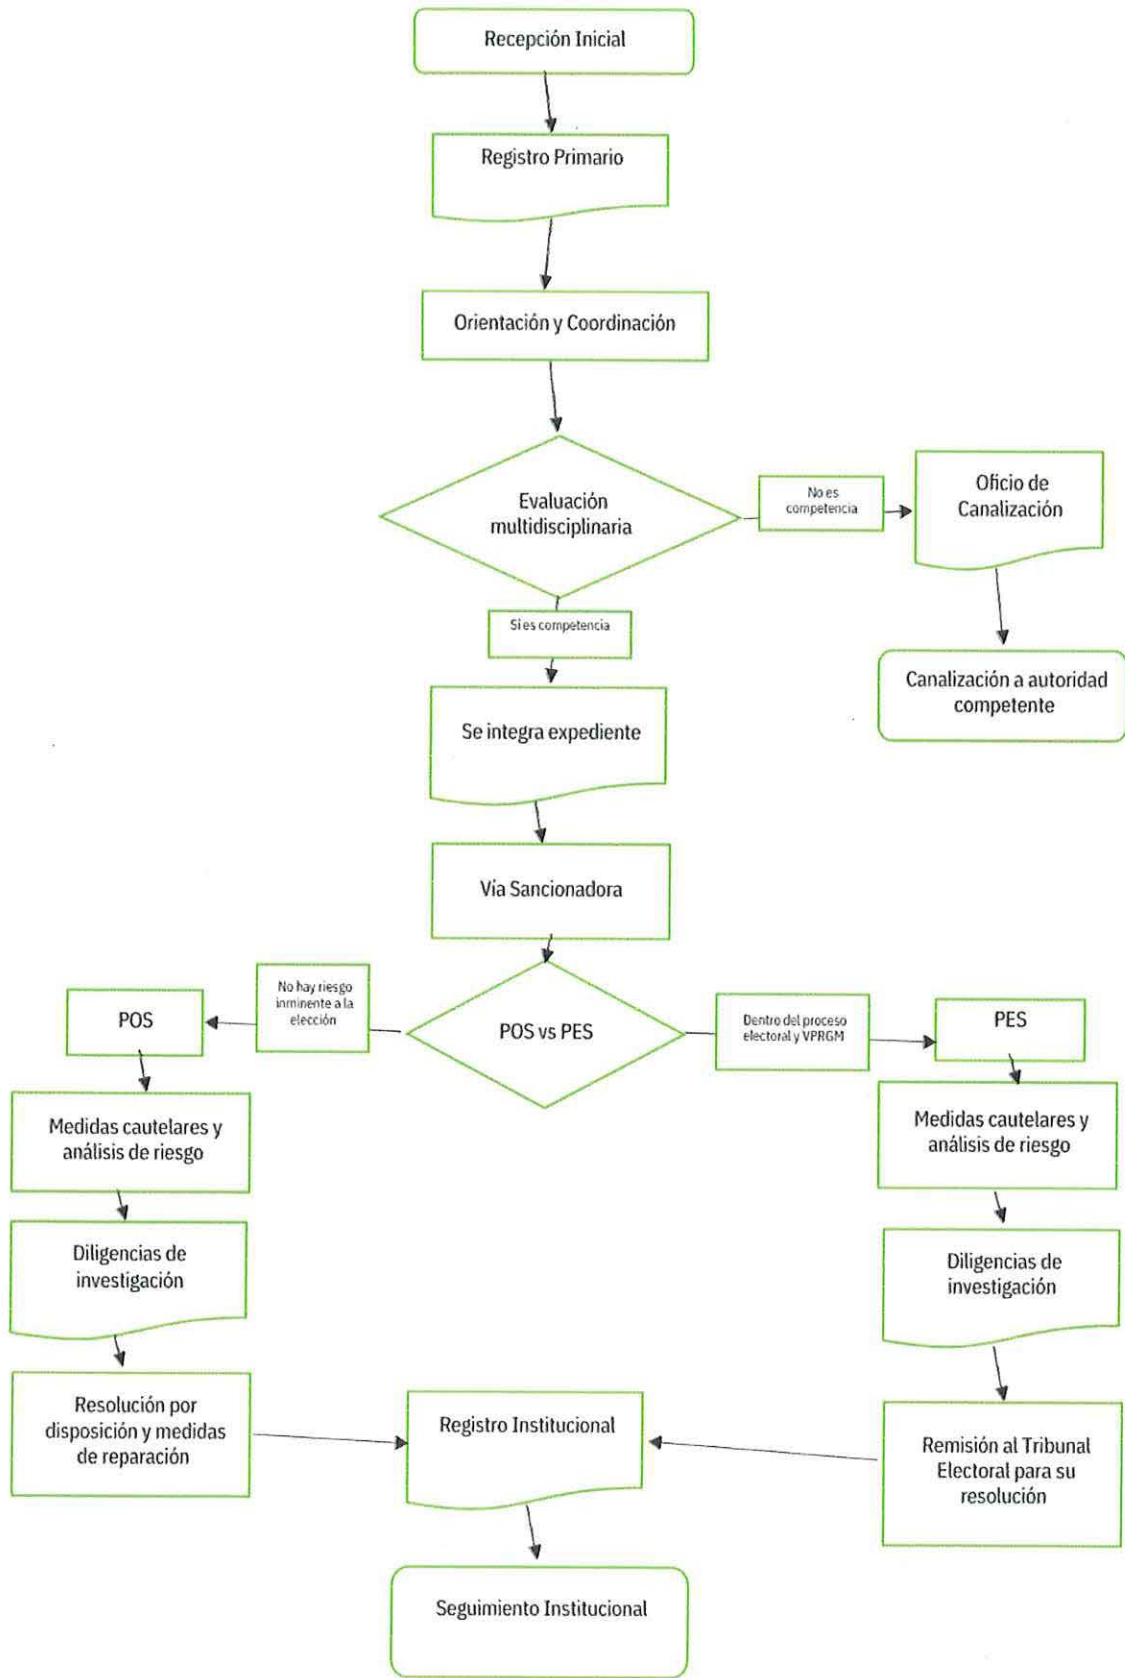 Recepción Inicial
Registro Primario
Orientación y Coordinación
Evaluación
multidisciplinaria
No es
competencia
Oficio de
Canalización
Si es competencia
Canalización a autoridad
competente
Se integra expediente
Vía Sancionadora
No hay riesgo
inminente a la
elección
POS
POS vs PES
Dentro del proceso
electoral y VPRGM
PES
Medidas cautelares y
análisis de riesgo
Medidas cautelares y
análisis de riesgo
Diligencias de
investigación
Diligencias de
investigación
Resolución por
disposición y medidas
de reparación
Registro Institucional
Remisión al Tribunal
Electoral para su
resolución
Seguimiento Institucional